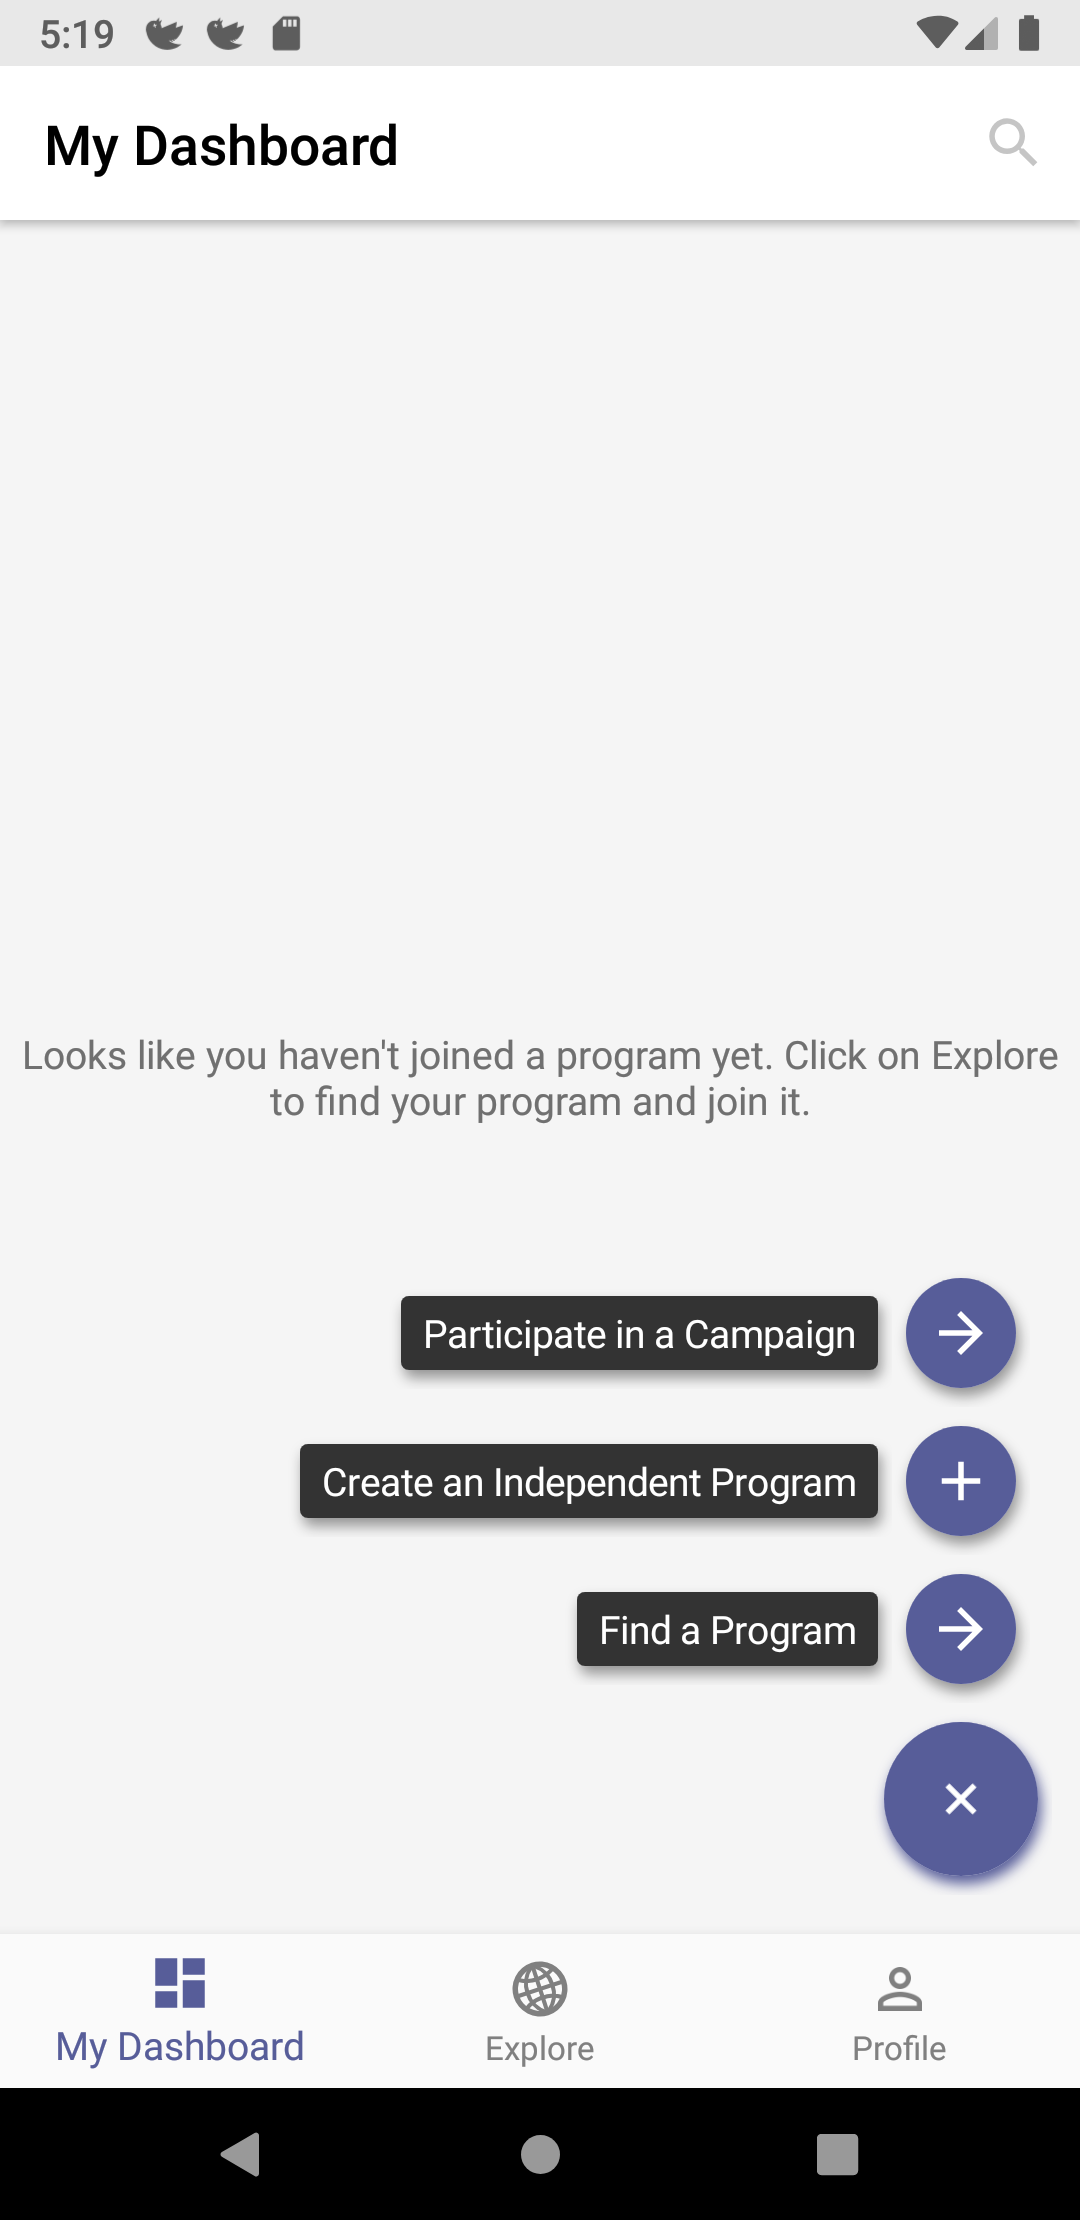 5:19
My Dashboard
Looks like you haven't joined a program yet. Click on Explore
to find your program and join it.
Participate in a Campaign
Create an Independent Program
Find a Program
My Dashboard
Explore
Profile